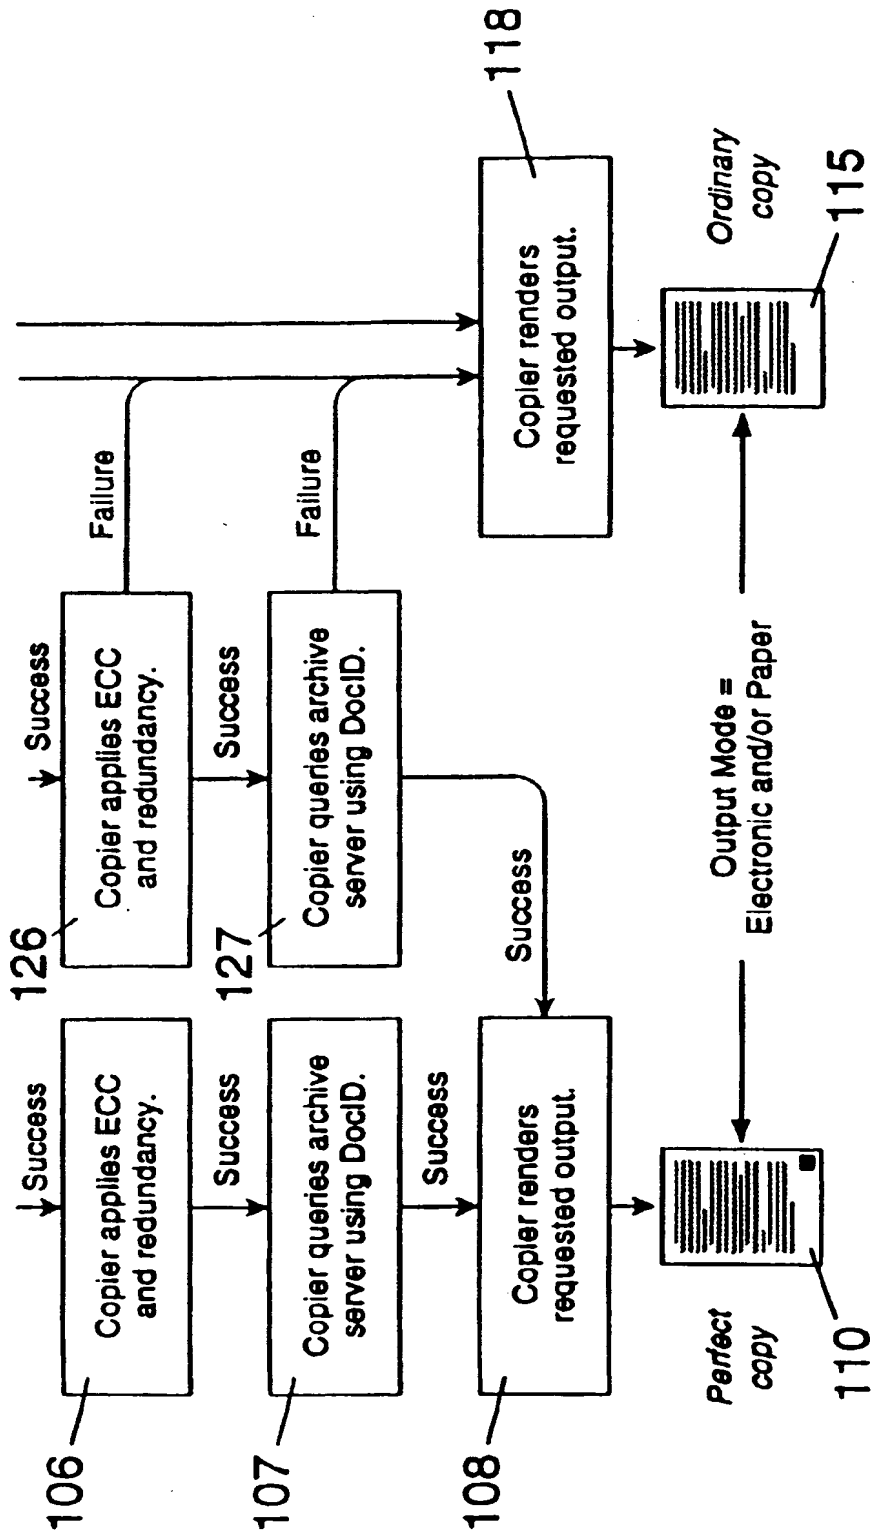 Success
106
Copier applies ECC
and redundancy.
Success
107
Copier queries archive
server using DocID.
Success
108
Copier renders
requested output.
Perfect
copy
110
Success
126
Copier applies ECC
and redundancy.
Failure
Success
127
Copier queries archive
server using DocID.
Failure
Success
118
Copier renders
requested output.
Output Mode =
Electronic and/or Paper
Ordinary
copy
115